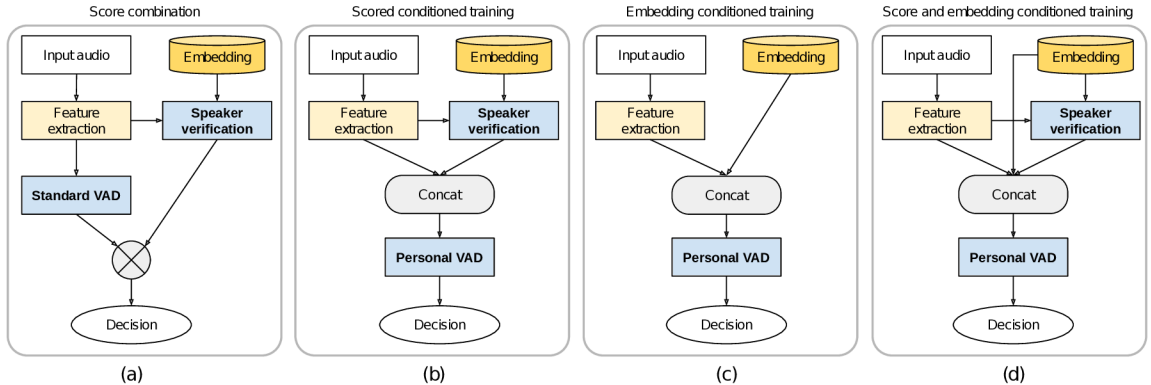 Score combination
Input audio
Embedding
Feature
extraction
Speaker
verification
Standard VAD
Decision
(a)
Scored conditioned training
Input audio
Embedding
Feature
extraction
Speaker
verification
Concat
Personal VAD
Decision
(b)
Embedding conditioned training
Input audio
Embedding
Feature
extraction
Concat
Personal VAD
Decision
(c)
Score and embedding conditioned training
Input audio
Embedding
Feature
extraction
Speaker
verification
Concat
Personal VAD
Decision
(d)